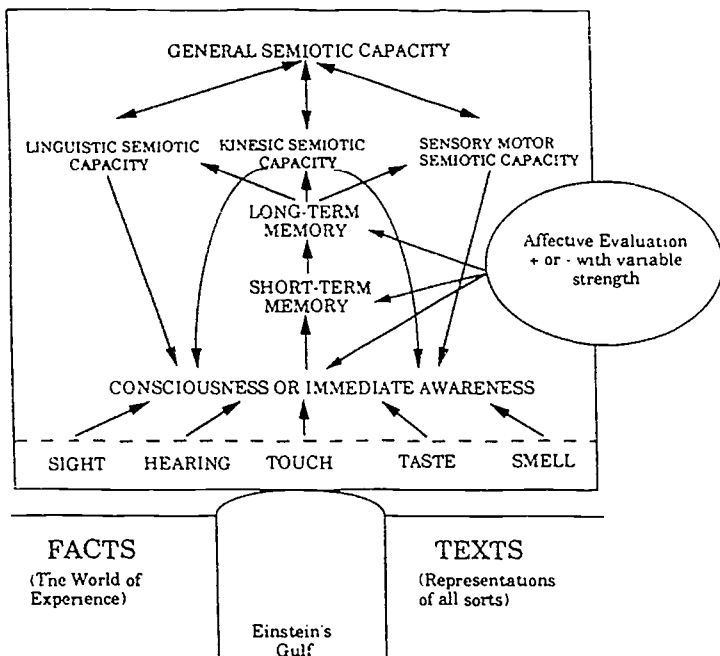 GENERAL SEMIOTIC CAPACITY
LINGUISTIC SEMIOTIC
CAPACITY
KINESIC SEMIOTIC
CAPACITY
SENSORY MOTOR
SEMIOTIC CAPACITY
LONG-TERM
MEMORY
Affective Evaluation
+ or - with variable
strength
SHORT-TERM
MEMORY
CONSCIOUSNESS OR IMMEDIATE AWARENESS
SIGHT HEARING TOUCH TASTE SMELL
FACTS
(The World of
Experience)
TEXTS
(Representations
of all sorts)
Einstein's
Gulf